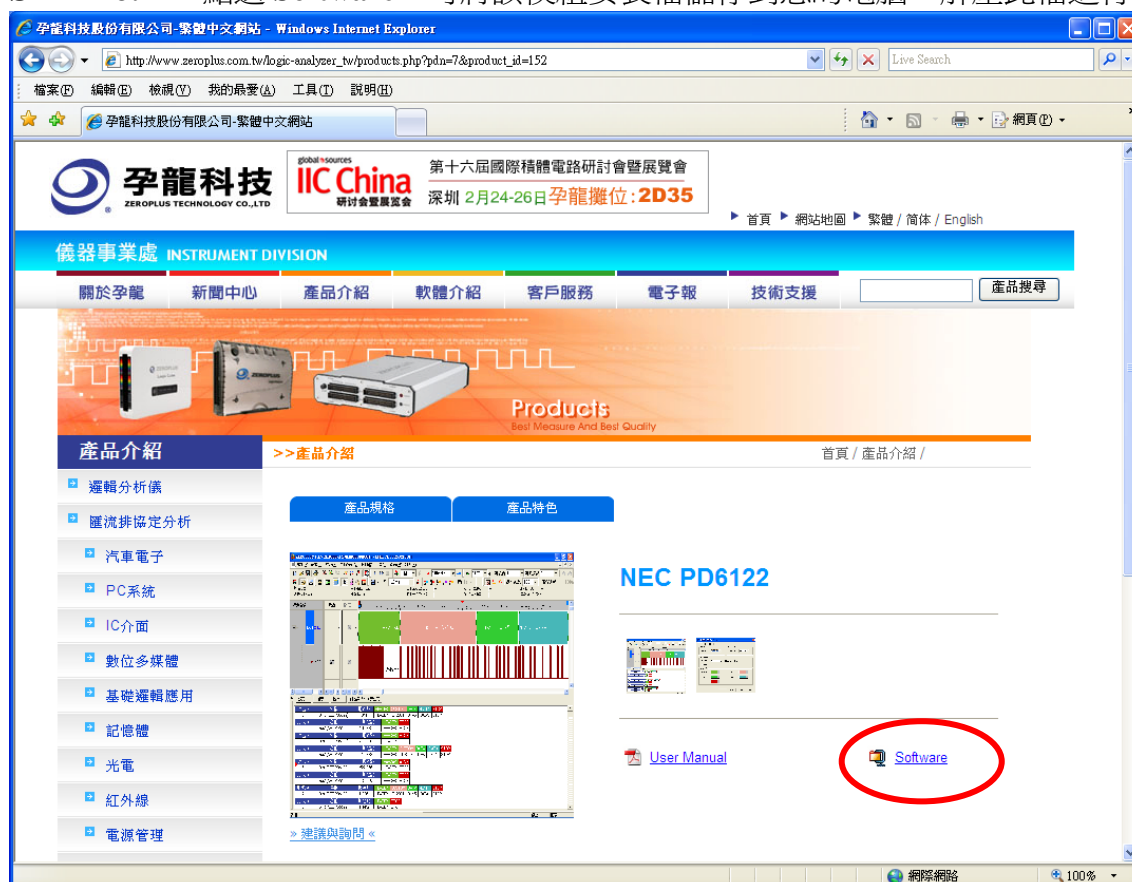 孕龍科技股份有限公司-繁體中文網站 - Windows Internet Explorer
http://www.zeroplus.com.tw/logic-analyzer_tw/products.php?pdn=7&product_id=152
Live Search
檔案(F) 編輯(E) 檢視(V) 我的最愛(A) 工具(T) 說明(H)
孕龍科技股份有限公司-繁體中文網站
網頁(P)
孕龍科技
ZEROPLUS TECHNOLOGY CO.,LTD
global sources
IIC China
研讨会暨展览会
第十六屆國際積體電路研討會暨展覽會
深圳 2月24-26日孕龍攤位:2D35
首頁 網站地圖 繁體 / 简体 / English
儀器事業處 INSTRUMENT DIVISION
關於孕龍 新聞中心 產品介紹 軟體介紹 客戶服務 電子報 技術支援 產品搜尋
Products
Best Measure And Best Quality
產品介紹
>>產品介紹
首頁 / 產品介紹 /
邏輯分析儀
匯流排協定分析
汽車電子
PC系統
IC介面
數位多媒體
基礎邏輯應用
記憶體
光電
紅外線
電源管理
產品規格 產品特色
NEC PD6122
User Manual
Software
» 建議與詢問 «
網際網路
100%